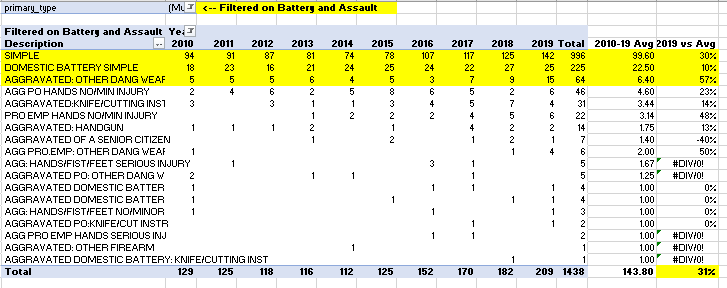 primary_type (Mu <-- Filtered on Battery and Assault
Filtered on Battery and Assault Yea
Description 2010 2011 2012 2013 2014 2015 2016 2017 2018 2019 Total 2010-19 Avg 2019 vs Avg
SIMPLE 94 91 87 81 74 78 107 117 125 142 996 99.60 30%
DOMESTIC BATTERY SIMPLE 18 23 16 21 24 25 24 22 27 25 225 22.50 10%
AGGRAVATED: OTHER DANG WEAF 5 5 5 6 4 5 3 7 9 15 64 6.40 57%
AGG PO HANDS NO/MIN INJURY 2 4 6 2 5 8 6 5 2 6 46 4.60 23%
AGGRAVATED:KNIFE/CUTTING INST 3 3 1 1 3 4 5 7 4 31 3.44 14%
PRO EMP HANDS NO/MIN INJURY 1 2 2 2 4 5 6 22 3.14 48%
AGGRAVATED: HANDGUN 1 1 1 2 1 4 2 2 14 1.75 13%
AGGRAVATED OF A SENIOR CITIZEN 1 2 1 2 1 7 1.40 -40%
AGG PRO.EMP: OTHER DANG WEAF 1 1 4 6 2.00 50%
AGG: HANDS/FIST/FEET SERIOUS INJURY 1 3 1 5 1.67 #DIV/0!
AGGRAVATED PO: OTHER DANG W 2 1 1 1 5 1.25 #DIV/0!
AGGRAVATED DOMESTIC BATTER 1 1 1 1 4 1.00 0%
AGGRAVATED DOMESTIC BATTER 1 1 1 1 4 1.00 0%
AGG: HANDS/FIST/FEET NO/MINOR 1 1 1 3 1.00 0%
AGGRAVATED PO:KNIFE/CUT INSTR 1 1 2 1.00 0%
AGG PRO EMP HANDS SERIOUS INJ 1 1 2 1.00 #DIV/0!
AGGRAVATED: OTHER FIREARM 1 1 1.00 #DIV/0!
AGGRAVATED DOMESTIC BATTERY: KNIFE/CUTTING INST 1 1 1.00 #DIV/0!
Total 129 125 118 116 112 125 152 170 182 209 1438 143.80 31%